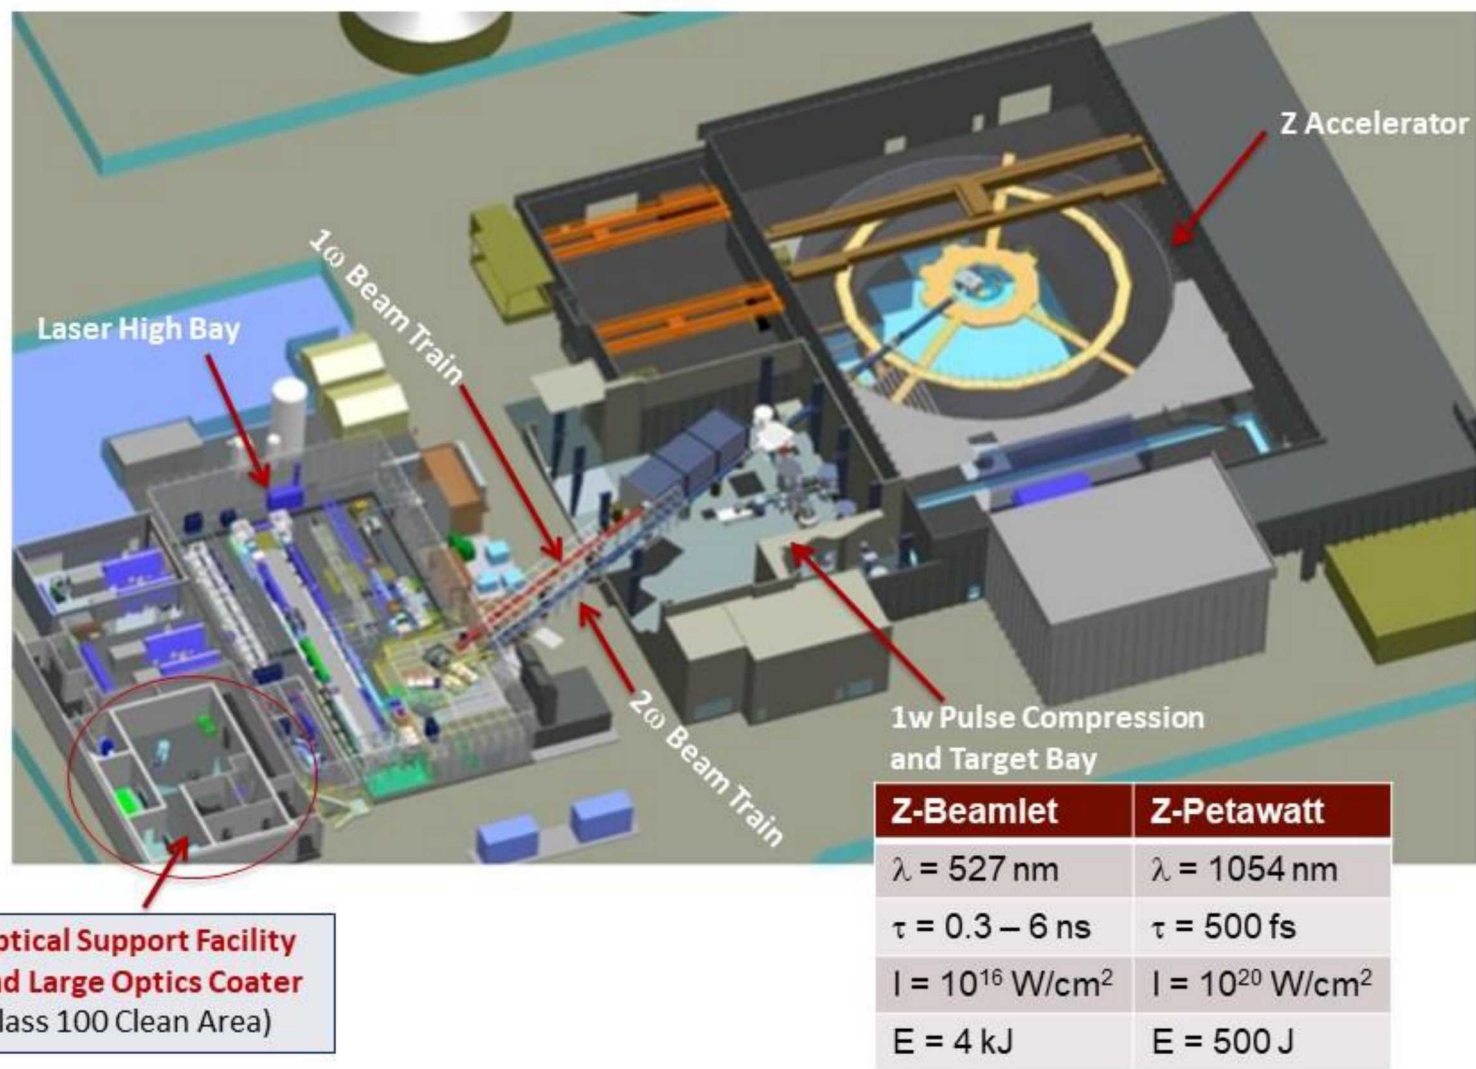 Z Accelerator
1ω Beam Train
Laser High Bay
2ω Beam Train
1w Pulse Compression
and Target Bay
ptical Support Facility
nd Large Optics Coater
lass 100 Clean Area)
Z-Beamlet Z-Petawatt
λ = 527 nm λ = 1054 nm
τ = 0.3 – 6 ns τ = 500 fs
I = 10¹⁶ W/cm² I = 10²⁰ W/cm²
E = 4 kJ E = 500 J